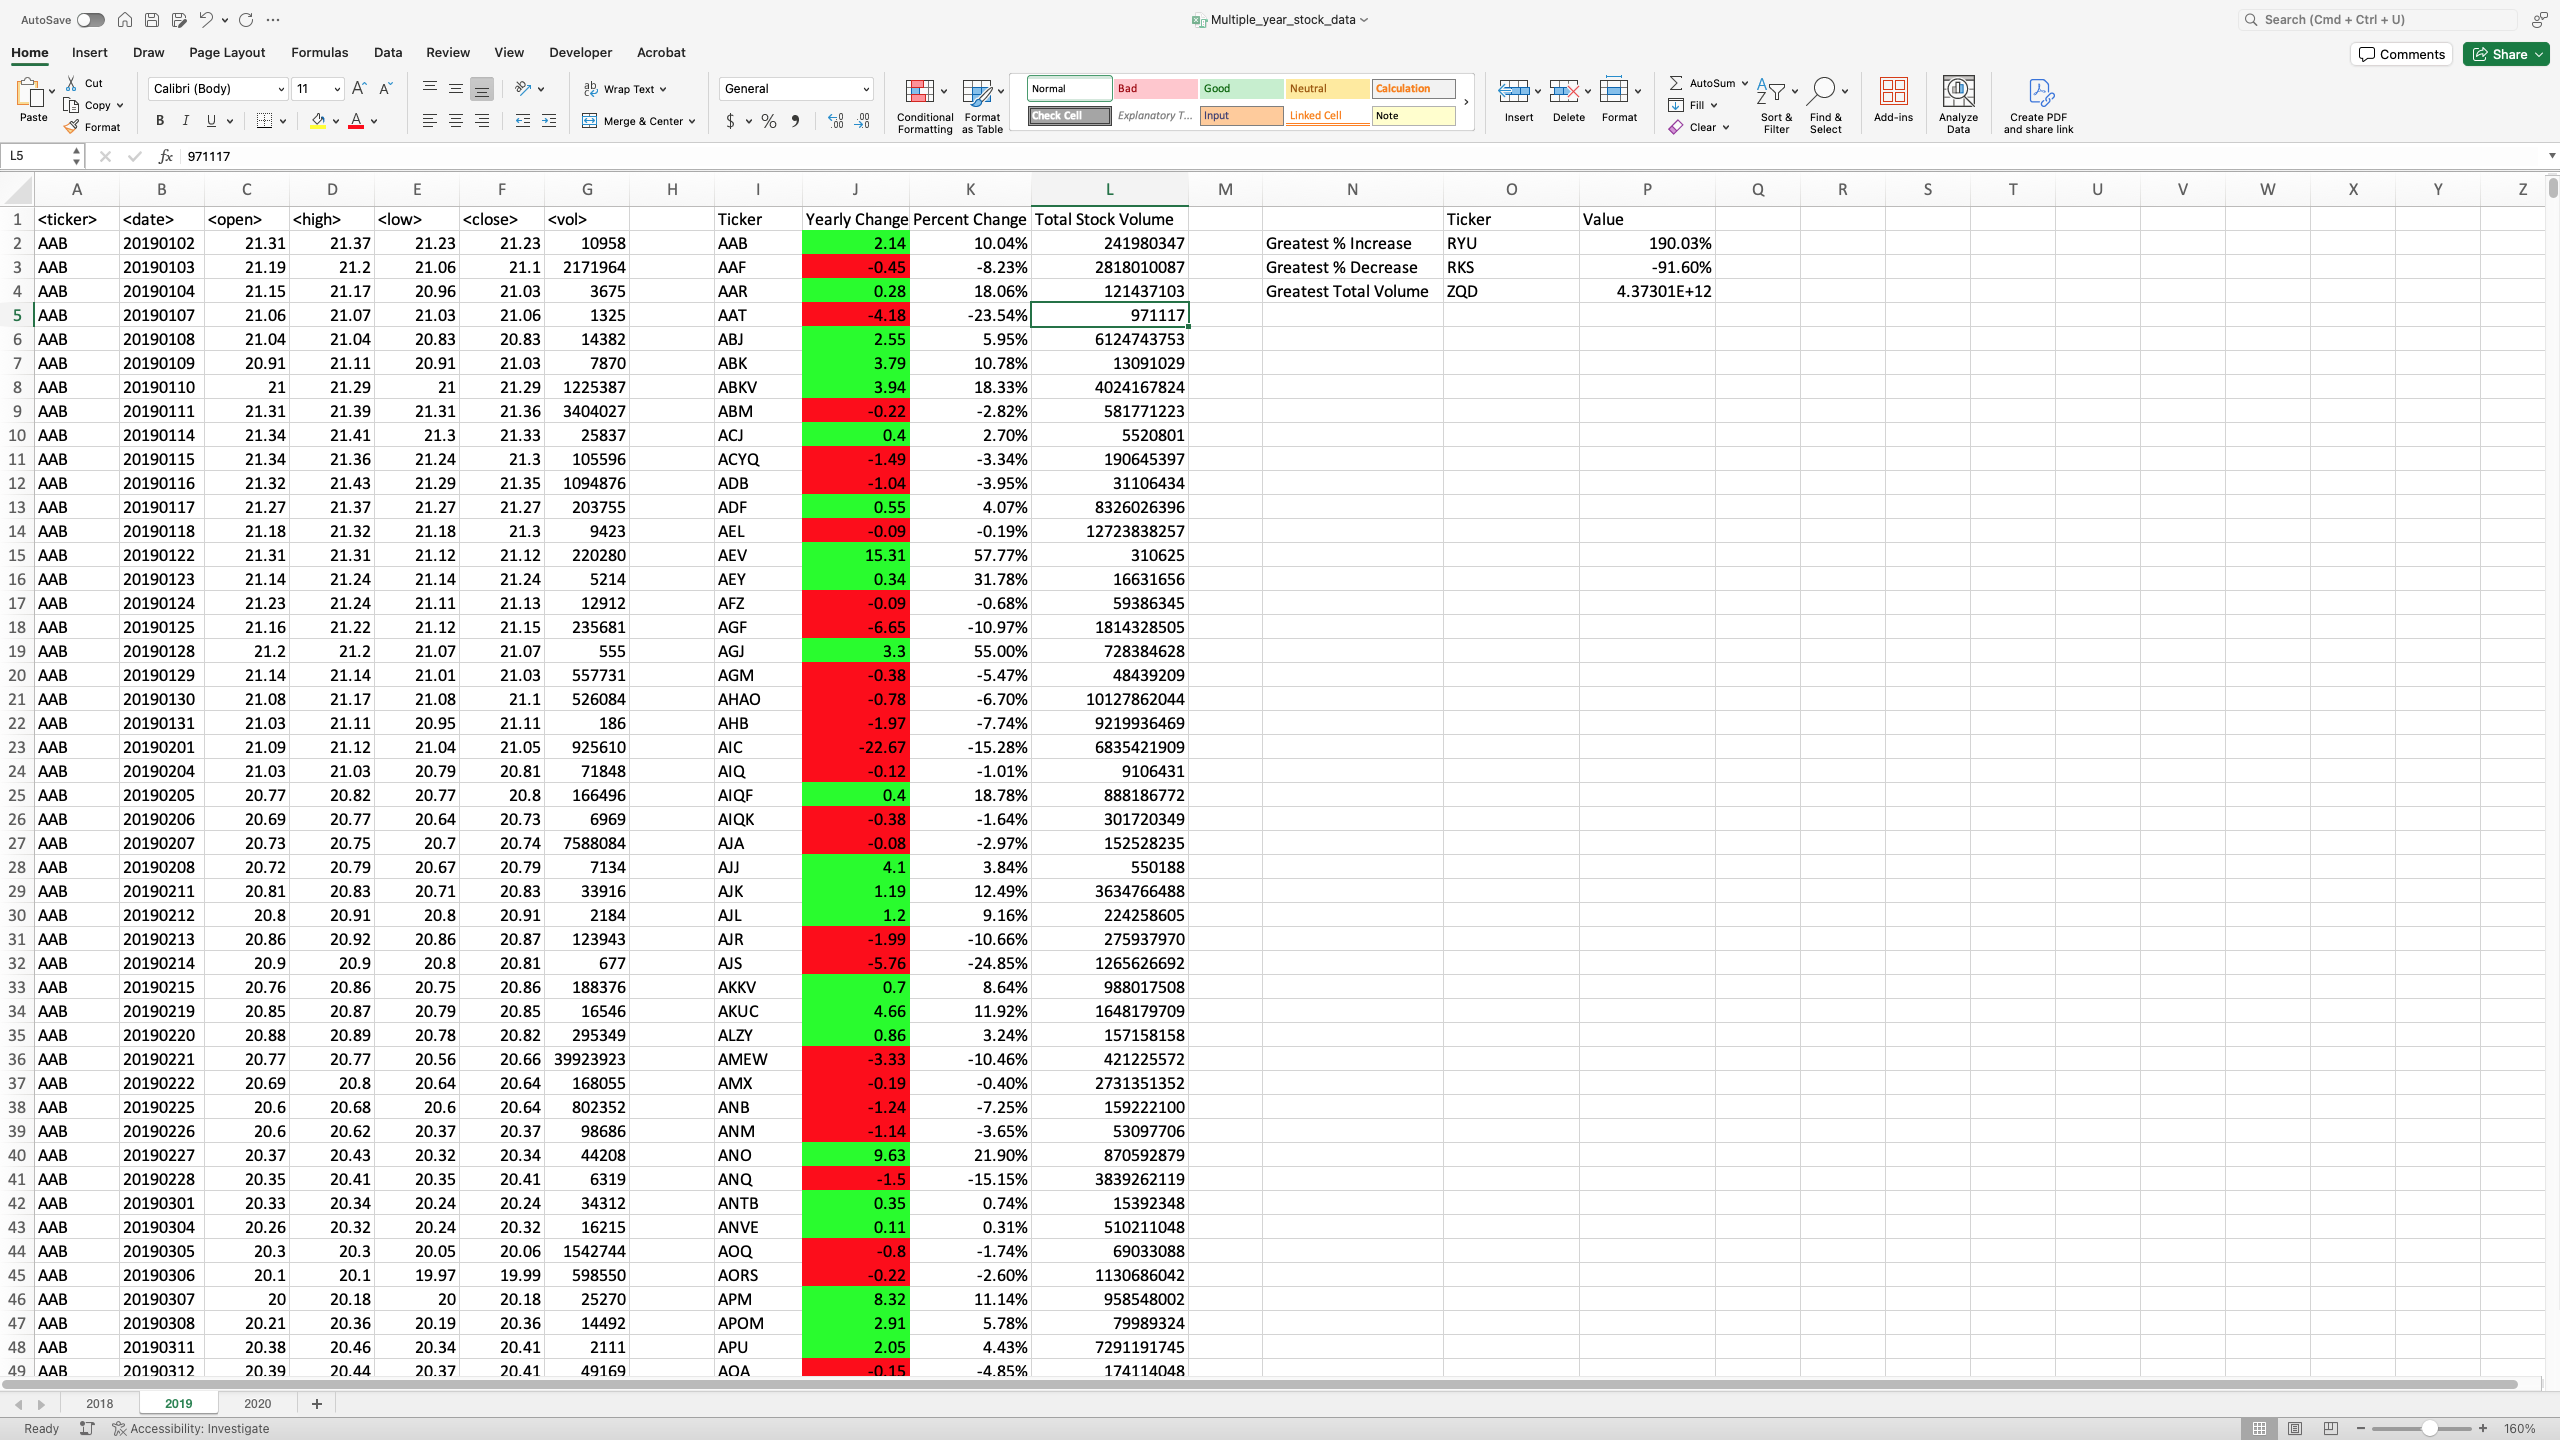 AutoSave
Multiple_year_stock_data
Search (Cmd + Ctrl + U)
Home Insert Draw Page Layout Formulas Data Review View Developer Acrobat
Comments Share
Paste Cut Copy Format
Calibri (Body) 11
B I U
Wrap Text
Merge & Center
General
$ % 9
Conditional Formatting Format as Table
Normal Bad Good Neutral Calculation
Check Cell Explanatory T... Input Linked Cell Note
Insert Delete Format
AutoSum Fill Clear
Sort & Filter Find & Select
Add-ins
Analyze Data
Create PDF and share link
L5 fx 971117
A B C D E F G H I J K L M N O P Q R S T U V W X Y Z
1 <ticker> <date> <open> <high> <low> <close> <vol> Ticker Yearly Change Percent Change Total Stock Volume Ticker Value
2 AAB 20190102 21.31 21.37 21.23 21.23 10958 AAB 2.14 10.04% 241980347 Greatest % Increase RYU 190.03%
3 AAB 20190103 21.19 21.2 21.06 21.1 2171964 AAF -0.45 -8.23% 2818010087 Greatest % Decrease RKS -91.60%
4 AAB 20190104 21.15 21.17 20.96 21.03 3675 AAR 0.28 18.06% 121437103 Greatest Total Volume ZQD 4.37301E+12
5 AAB 20190107 21.06 21.07 21.03 21.06 1325 AAT -4.18 -23.54% 971117
6 AAB 20190108 21.04 21.04 20.83 20.83 14382 ABJ 2.55 5.95% 6124743753
7 AAB 20190109 20.91 21.11 20.91 21.03 7870 ABK 3.79 10.78% 13091029
8 AAB 20190110 21 21.29 21 21.29 1225387 ABKV 3.94 18.33% 4024167824
9 AAB 20190111 21.31 21.39 21.31 21.36 3404027 ABM -0.22 -2.82% 581771223
10 AAB 20190114 21.34 21.41 21.3 21.33 25837 ACJ 0.4 2.70% 5520801
11 AAB 20190115 21.34 21.36 21.24 21.3 105596 ACYQ -1.49 -3.34% 190645397
12 AAB 20190116 21.32 21.43 21.29 21.35 1094876 ADB -1.04 -3.95% 31106434
13 AAB 20190117 21.27 21.37 21.27 21.27 203755 ADF 0.55 4.07% 8326026396
14 AAB 20190118 21.18 21.32 21.18 21.3 9423 AEL -0.09 -0.19% 12723838257
15 AAB 20190122 21.31 21.31 21.12 21.12 220280 AEV 15.31 57.77% 310625
16 AAB 20190123 21.14 21.24 21.14 21.24 5214 AEY 0.34 31.78% 16631656
17 AAB 20190124 21.23 21.24 21.11 21.13 12912 AFZ -0.09 -0.68% 59386345
18 AAB 20190125 21.16 21.22 21.12 21.15 235681 AGF -6.65 -10.97% 1814328505
19 AAB 20190128 21.2 21.2 21.07 21.07 555 AGJ 3.3 55.00% 728384628
20 AAB 20190129 21.14 21.14 21.01 21.03 557731 AGM -0.38 -5.47% 48439209
21 AAB 20190130 21.08 21.17 21.08 21.1 526084 AHAO -0.78 -6.70% 10127862044
22 AAB 20190131 21.03 21.11 20.95 21.11 186 AHB -1.97 -7.74% 9219936469
23 AAB 20190201 21.09 21.12 21.04 21.05 925610 AIC -22.67 -15.28% 6835421909
24 AAB 20190204 21.03 21.03 20.79 20.81 71848 AIQ -0.12 -1.01% 9106431
25 AAB 20190205 20.77 20.82 20.77 20.8 166496 AIQF 0.4 18.78% 888186772
26 AAB 20190206 20.69 20.77 20.64 20.73 6969 AIQK -0.38 -1.64% 301720349
27 AAB 20190207 20.73 20.75 20.7 20.74 7588084 AJA -0.08 -2.97% 152528235
28 AAB 20190208 20.72 20.79 20.67 20.79 7134 AJJ 4.1 3.84% 550188
29 AAB 20190211 20.81 20.83 20.71 20.83 33916 AJK 1.19 12.49% 3634766488
30 AAB 20190212 20.8 20.91 20.8 20.91 2184 AJL 1.2 9.16% 224258605
31 AAB 20190213 20.86 20.92 20.86 20.87 123943 AJR -1.99 -10.66% 275937970
32 AAB 20190214 20.9 20.9 20.8 20.81 677 AJS -5.76 -24.85% 1265626692
33 AAB 20190215 20.76 20.86 20.75 20.86 188376 AKKV 0.7 8.64% 988017508
34 AAB 20190219 20.85 20.87 20.79 20.85 16546 AKUC 4.66 11.92% 1648179709
35 AAB 20190220 20.88 20.89 20.78 20.82 295349 ALZY 0.86 3.24% 157158158
36 AAB 20190221 20.77 20.77 20.56 20.66 39923923 AMEW -3.33 -10.46% 421225572
37 AAB 20190222 20.69 20.8 20.64 20.64 168055 AMX -0.19 -0.40% 2731351352
38 AAB 20190225 20.6 20.68 20.6 20.64 802352 ANB -1.24 -7.25% 159222100
39 AAB 20190226 20.6 20.62 20.37 20.37 98686 ANM -1.14 -3.65% 53097706
40 AAB 20190227 20.37 20.43 20.32 20.34 44208 ANO 9.63 21.90% 870592879
41 AAB 20190228 20.35 20.41 20.35 20.41 6319 ANQ -1.5 -15.15% 3839262119
42 AAB 20190301 20.33 20.34 20.24 20.24 34312 ANTB 0.35 0.74% 15392348
43 AAB 20190304 20.26 20.32 20.24 20.32 16215 ANVE 0.11 0.31% 510211048
44 AAB 20190305 20.3 20.3 20.05 20.06 1542744 AOQ -0.8 -1.74% 69033088
45 AAB 20190306 20.1 20.1 19.97 19.99 598550 AORS -0.22 -2.60% 1130686042
46 AAB 20190307 20 20.18 20 20.18 25270 APM 8.32 11.14% 958548002
47 AAB 20190308 20.21 20.36 20.19 20.36 14492 APOM 2.91 5.78% 79989324
48 AAB 20190311 20.38 20.46 20.34 20.41 2111 APU 2.05 4.43% 7291191745
49 AAB 20190312 20.39 20.44 20.37 20.41 49169 AQA -0.15 -4.85% 174114048
2018 2019 2020 +
Ready Accessibility: Investigate 160%